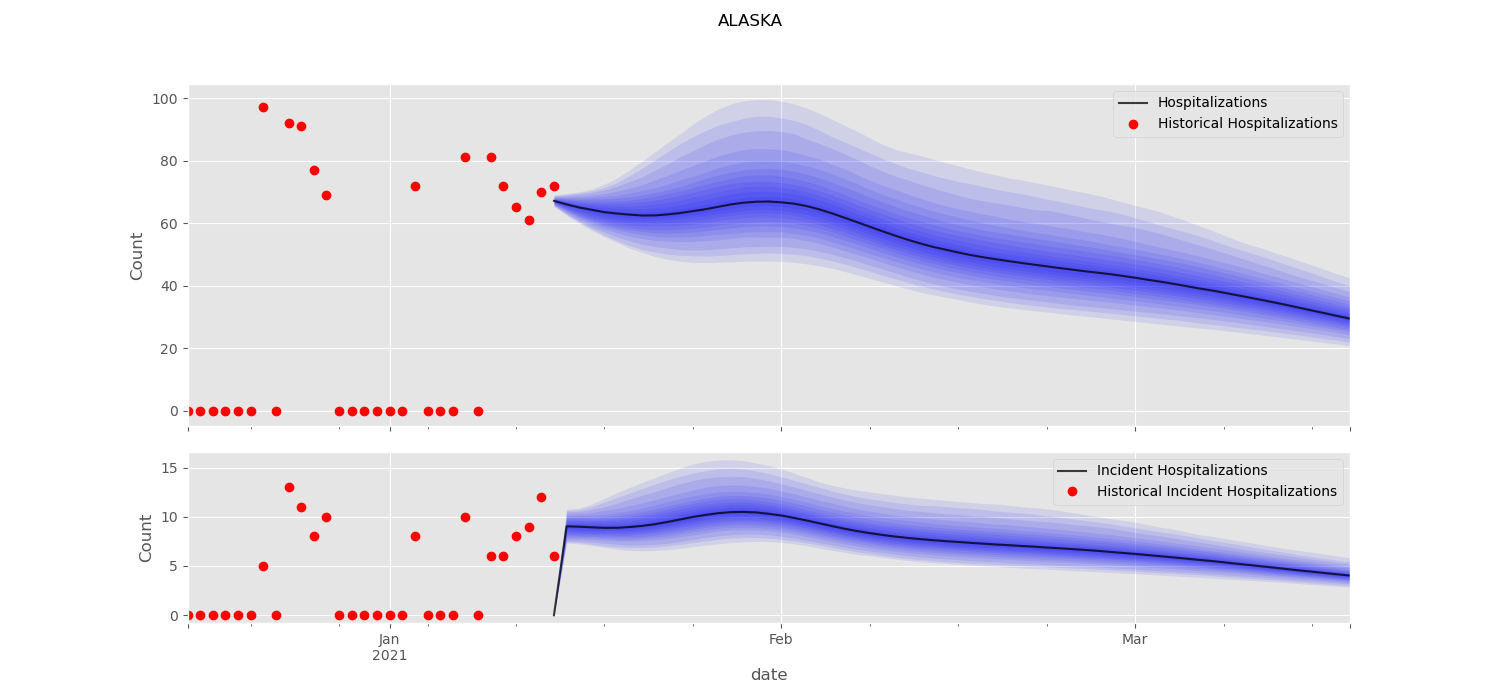 ALASKA
Hospitalizations
Historical Hospitalizations
Count
100
80
60
40
20
0
Incident Hospitalizations
Historical Incident Hospitalizations
Count
15
10
5
0
Jan
2021
Feb
Mar
date